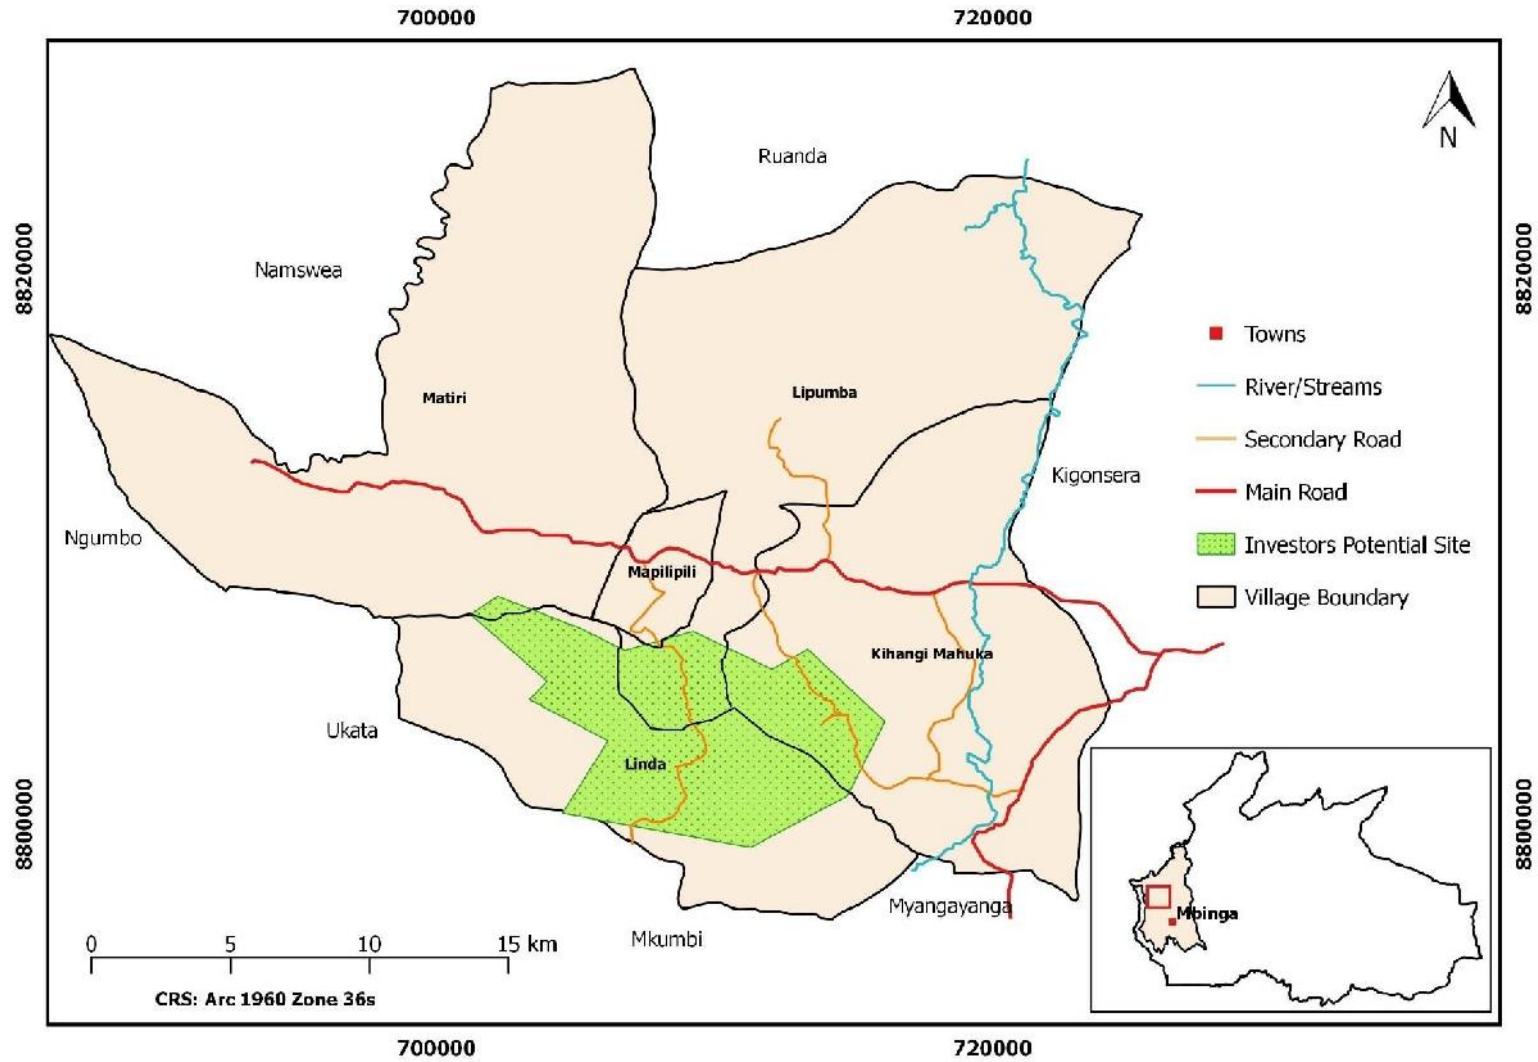 700000 720000
Ruanda
8820000
8820000
Namswea
N
Towns
River/Streams
Secondary Road
Main Road
Investors Potential Site
Village Boundary
Matiri
Lipumba
Kigonsera
Ngumbo
Mapilipili
Kihangi Mahuka
Ukata
Linda
8800000
8800000
Myangayanga
Mkumbi
Mbinga
0 5 10 15 km
CRS: Arc 1960 Zone 36s
700000 720000